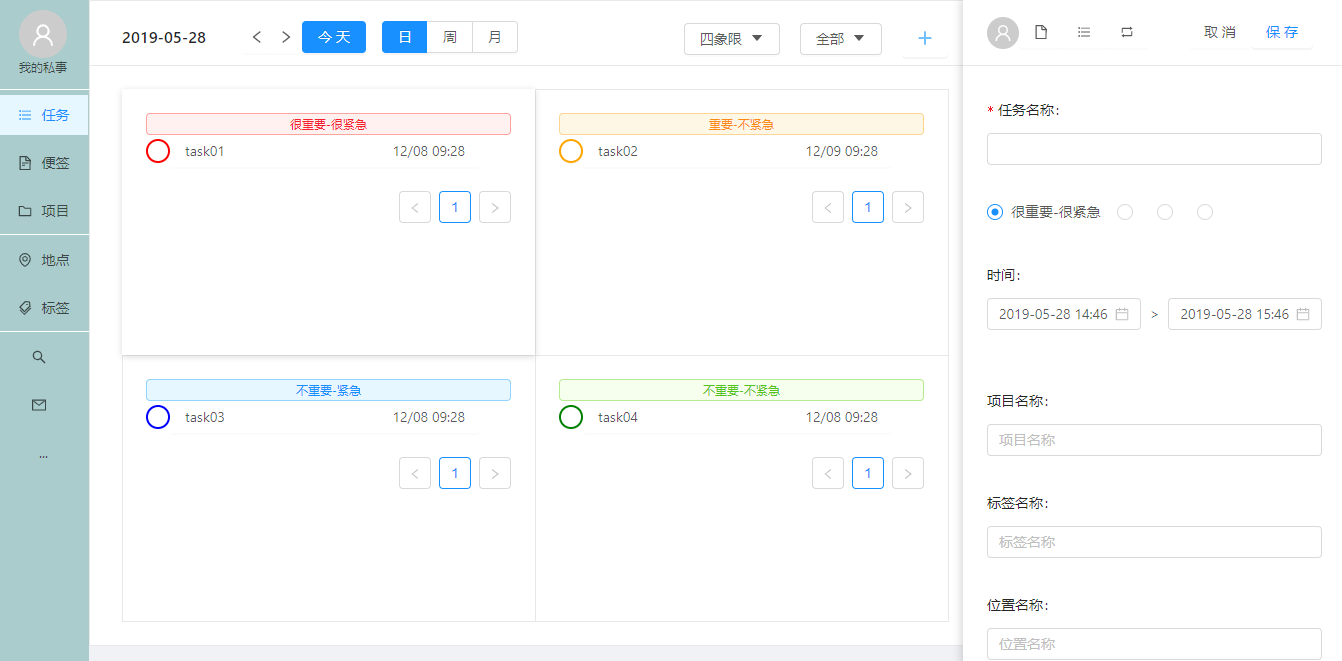 我的私事
任务
便签
项目
地点
标签
...
2019-05-28 < > 今 天 日 周 月 四象限 全部 +
很重要-很紧急
task01 12/08 09:28
< 1 >
重要-不紧急
task02 12/09 09:28
< 1 >
不重要-紧急
task03 12/08 09:28
< 1 >
不重要-不紧急
task04 12/08 09:28
< 1 >
取 消 保 存
* 任务名称:
很重要-很紧急
时间:
2019-05-28 14:46 > 2019-05-28 15:46
项目名称:
项目名称
标签名称:
标签名称
位置名称:
位置名称